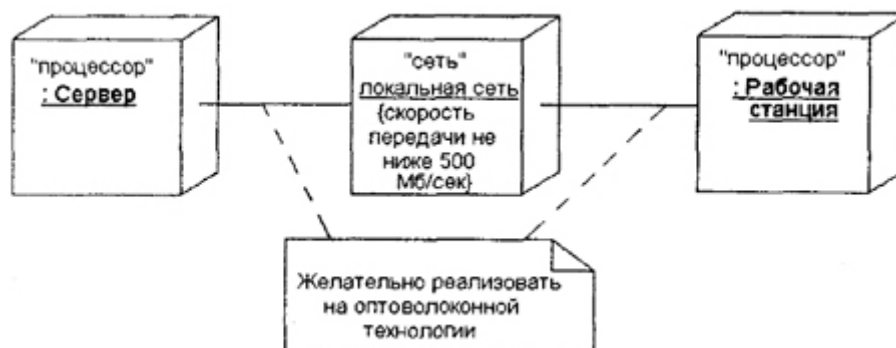 "процессор"
: Сервер
"сеть"
локальная сеть
{скорость
передачи не
ниже 500
Мб/сек}
"процессор"
: Рабочая
станция
Желательно реализовать
на оптоволоконной
технологии